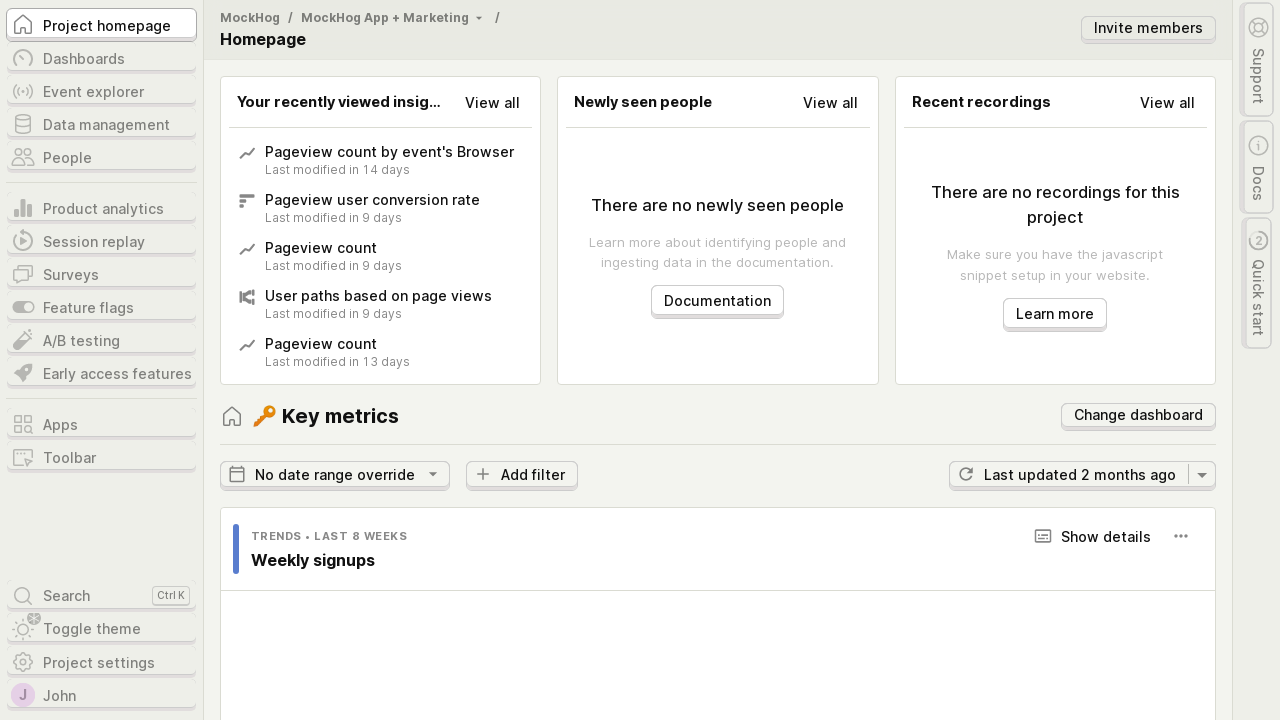 Project homepage
Dashboards
Event explorer
Data management
People
Product analytics
Session replay
Surveys
Feature flags
A/B testing
Early access features
Apps
Toolbar
Search Ctrl K
Toggle theme
Project settings
J John
MockHog / MockHog App + Marketing /
Homepage
Invite members
Your recently viewed insig... View all
Pageview count by event's Browser
Last modified in 14 days
Pageview user conversion rate
Last modified in 9 days
Pageview count
Last modified in 9 days
User paths based on page views
Last modified in 9 days
Pageview count
Last modified in 13 days
Newly seen people View all
There are no newly seen people
Learn more about identifying people and
ingesting data in the documentation.
Documentation
Recent recordings View all
There are no recordings for this
project
Make sure you have the javascript
snippet setup in your website.
Learn more
🔑 Key metrics
Change dashboard
No date range override
Add filter
Last updated 2 months ago
TRENDS • LAST 8 WEEKS
Weekly signups
Show details
Support
Docs
2
Quick start